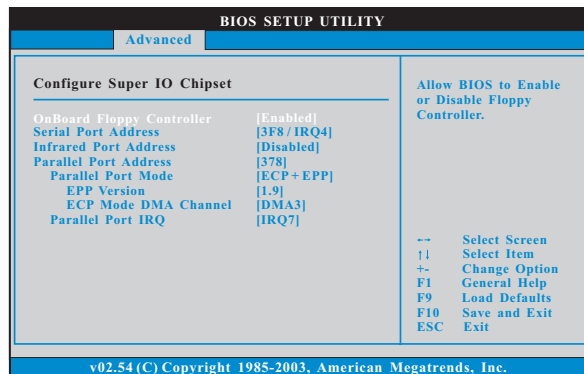 BIOS SETUP UTILITY
Advanced
Configure Super IO Chipset
OnBoard Floppy Controller [Enabled]
Serial Port Address [3F8 / IRQ4]
Infrared Port Address [Disabled]
Parallel Port Address [378]
Parallel Port Mode [ECP + EPP]
EPP Version [1.9]
ECP Mode DMA Channel [DMA3]
Parallel Port IRQ [IRQ7]
Allow BIOS to Enable
or Disable Floppy
Controller.
←→ Select Screen
↑↓ Select Item
+- Change Option
F1 General Help
F9 Load Defaults
F10 Save and Exit
ESC Exit
v02.54 (C) Copyright 1985-2003, American Megatrends, Inc.